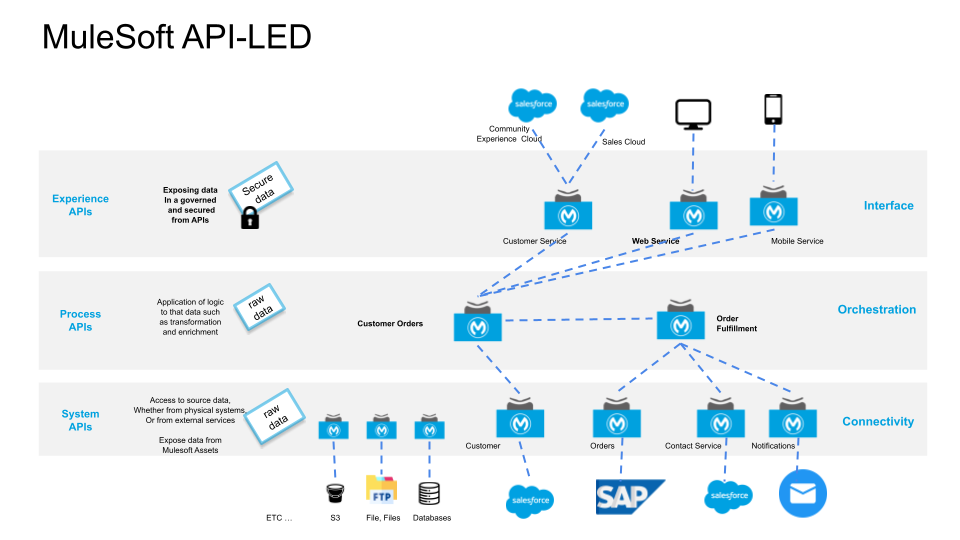 MuleSoft API-LED
salesforce
salesforce
Community
Experience Cloud
Sales Cloud
Experience
APIs
Exposing data
In a governed
and secured
from APIs
Secure
data
Customer Service
Web Service
Mobile Service
Interface
Process
APIs
Application of logic
to that data such
as transformation
and enrichment
raw
data
Customer Orders
Order
Fulfillment
Orchestration
System
APIs
Access to source data,
Whether from physical systems,
Or from external services
Expose data from
Mulesoft Assets
raw
data
Customer
Orders
Contact Service
Notifications
Connectivity
FTP
salesforce
SAP
salesforce
ETC …
S3
File, Files
Databases